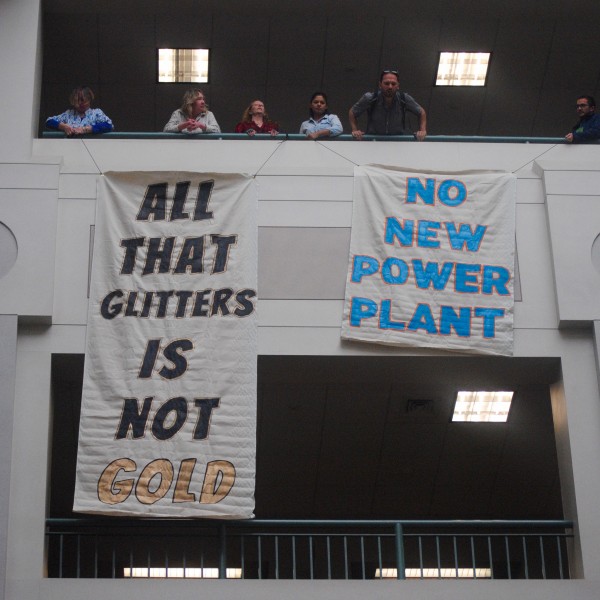 ALL
THAT
GLITTERS
IS
NOT
GOLD
NO
NEW
POWER
PLANT